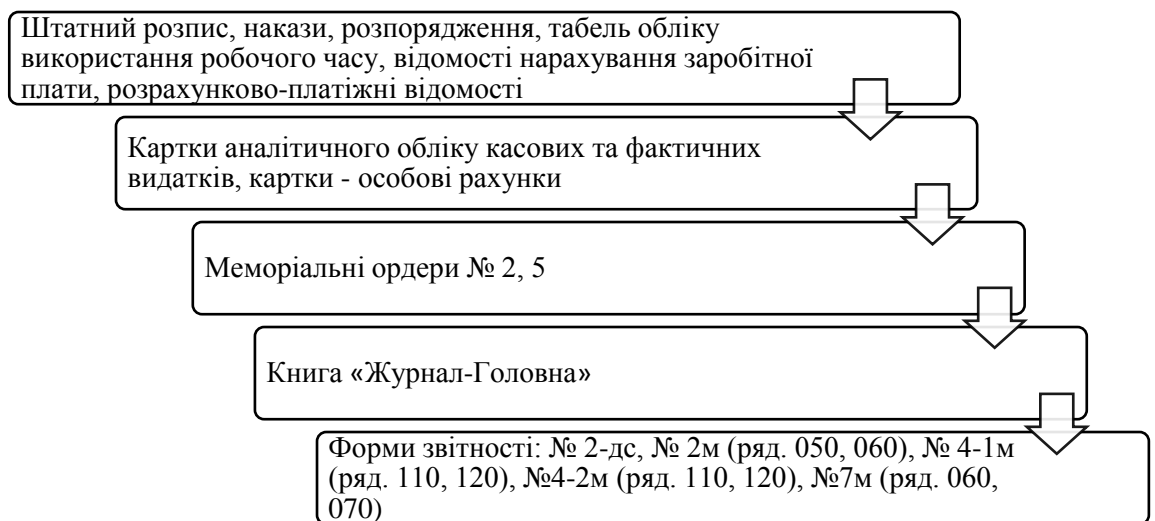 Штатний розпис, накази, розпорядження, табель обліку
використання робочого часу, відомості нарахування заробітної
плати, розрахунково-платіжні відомості
Картки аналітичного обліку касових та фактичних
видатків, картки - особові рахунки
Меморіальні ордери № 2, 5
Книга «Журнал-Головна»
Форми звітності: № 2-дс, № 2м (ряд. 050, 060), № 4-1м
(ряд. 110, 120), №4-2м (ряд. 110, 120), №7м (ряд. 060,
070)